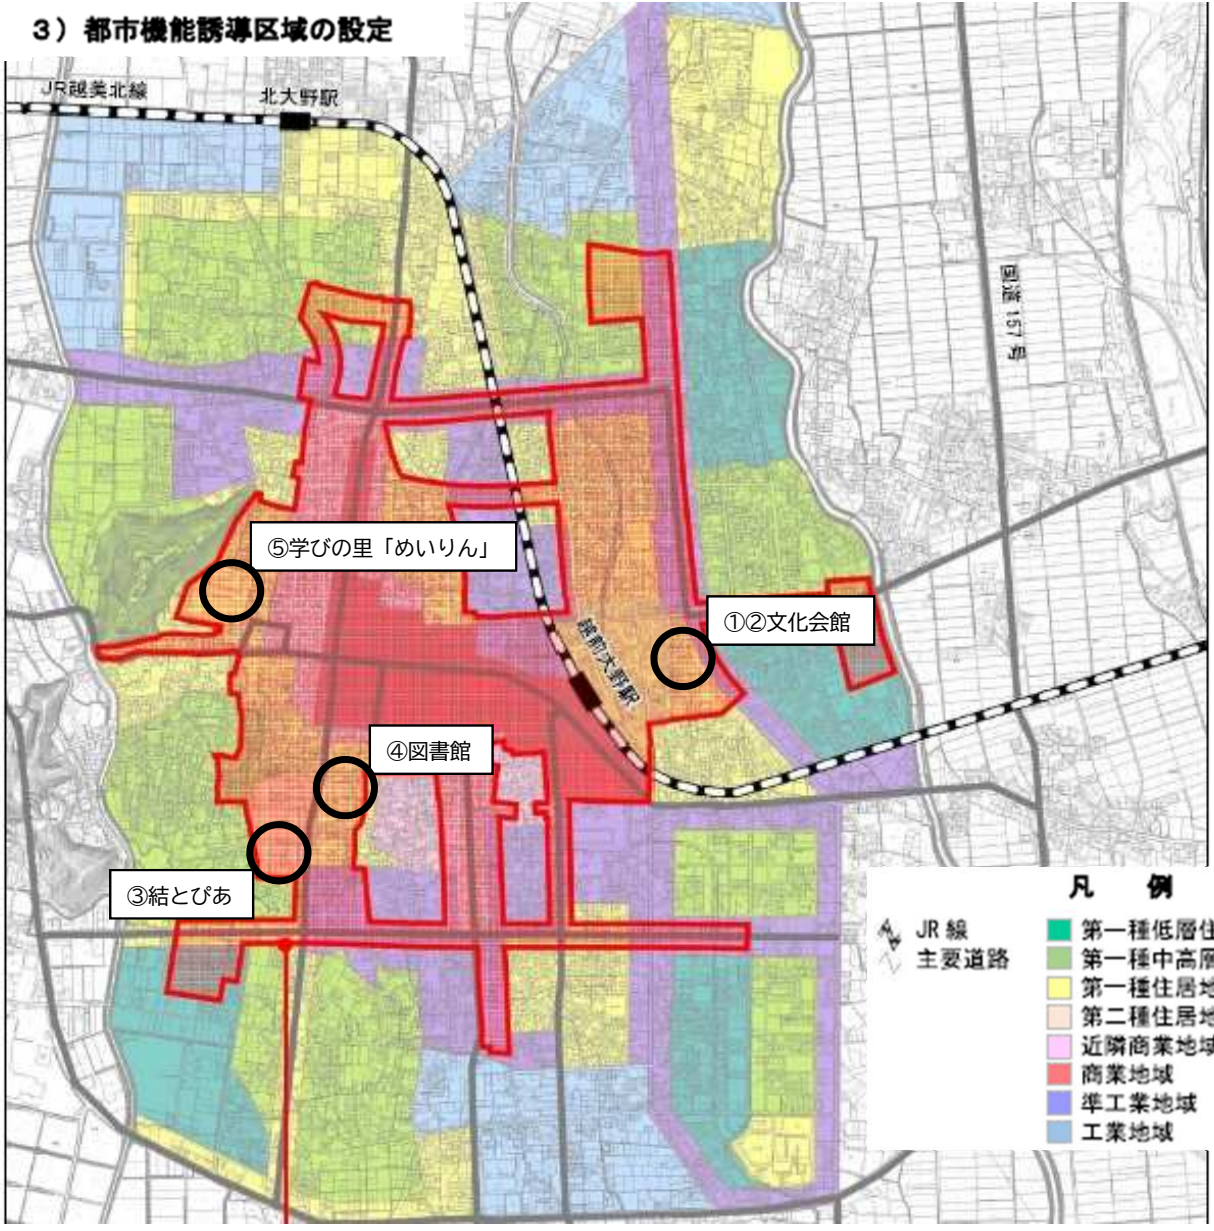 3）都市機能誘導区域の設定
JR越美北線
北大野駅
国道 157 号
⑤学びの里「めいりん」
①②文化会館
越前大野駅
④図書館
③結とぴあ
凡　例
JR 線
主要道路
第一種低層住
第一種中高層
第一種住居地
第二種住居地
近隣商業地域
商業地域
準工業地域
工業地域